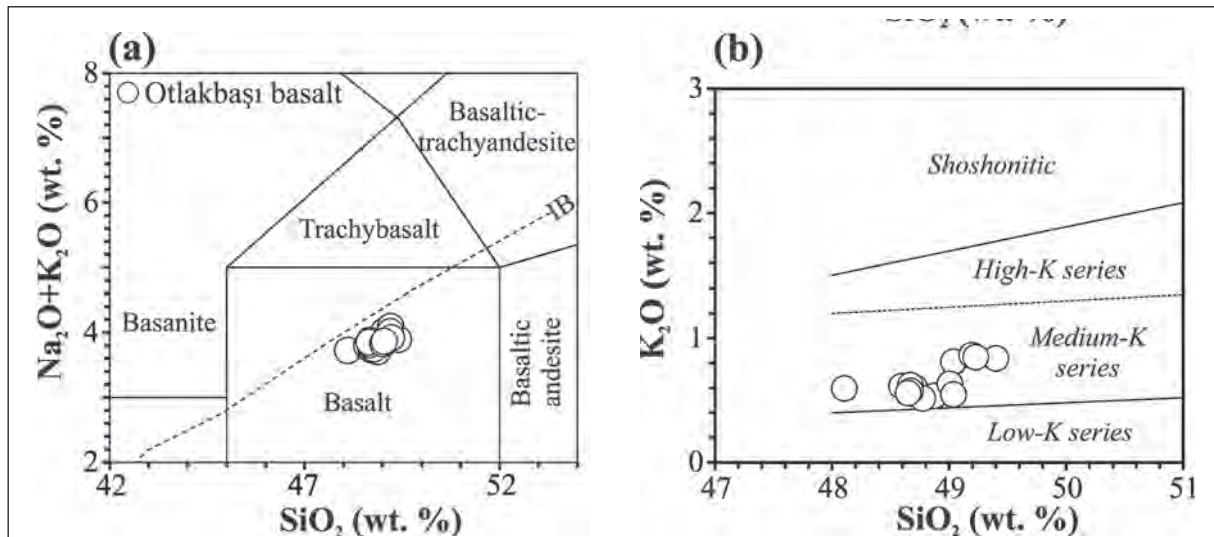 SiO₂ (wt. %)
(a)
8
6
4
2
Na₂O+K₂O (wt. %)
Otlakbaşı basalt
Basaltic-
trachyandesite
IB
Trachybasalt
Basanite
Basalt
Basaltic
andesite
42
47
52
SiO₂ (wt. %)
(b)
3
2
1
0
K₂O (wt. %)
Shoshonitic
High-K series
Medium-K
series
Low-K series
47
48
49
50
51
SiO₂ (wt. %)